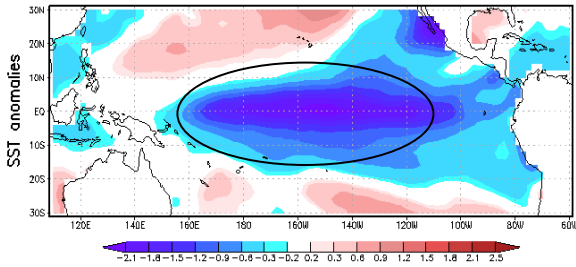 SST anomalies
30N
20N
10N
EQ
10S
20S
30S
120E 140E 160E 180 160W 140W 120W 100W 80W 60W
-2.1 -1.8 -1.5 -1.2 -0.9 -0.6 -0.3 -0.2 0.2 0.3 0.6 0.9 1.2 1.5 1.8 2.1 2.5